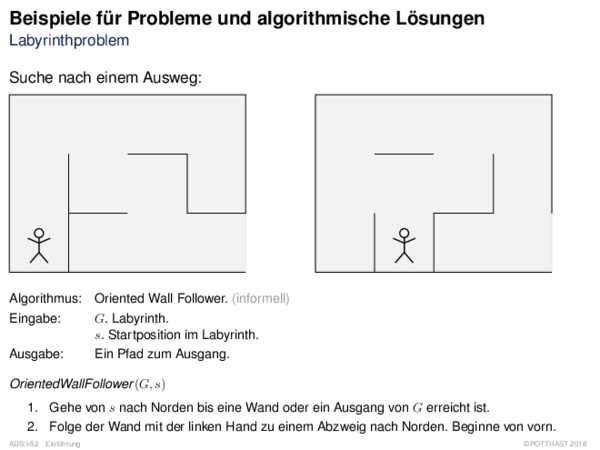 Beispiele für Probleme und algorithmische Lösungen
Labyrinthproblem
Suche nach einem Ausweg:
Algorithmus: Oriented Wall Follower. (informell)
Eingabe: G. Labyrinth.
s. Startposition im Labyrinth.
Ausgabe: Ein Pfad zum Ausgang.
OrientedWallFollower(G, s)
1. Gehe von s nach Norden bis eine Wand oder ein Ausgang von G erreicht ist.
2. Folge der Wand mit der linken Hand zu einem Abzweig nach Norden. Beginne von vorn.
ADS:I-52 Einführung ©POTTHAST 2018